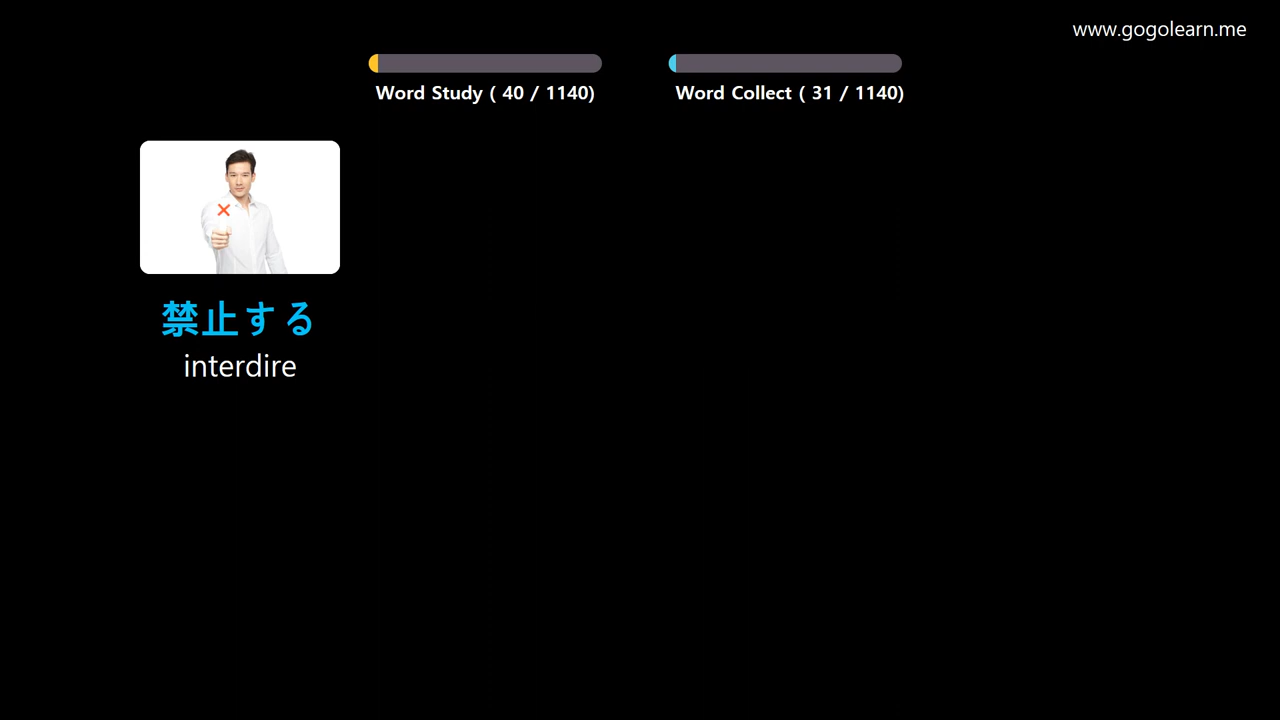 www.gogolearn.me
Word Study ( 40 / 1140)
Word Collect ( 31 / 1140)
禁止する
interdire